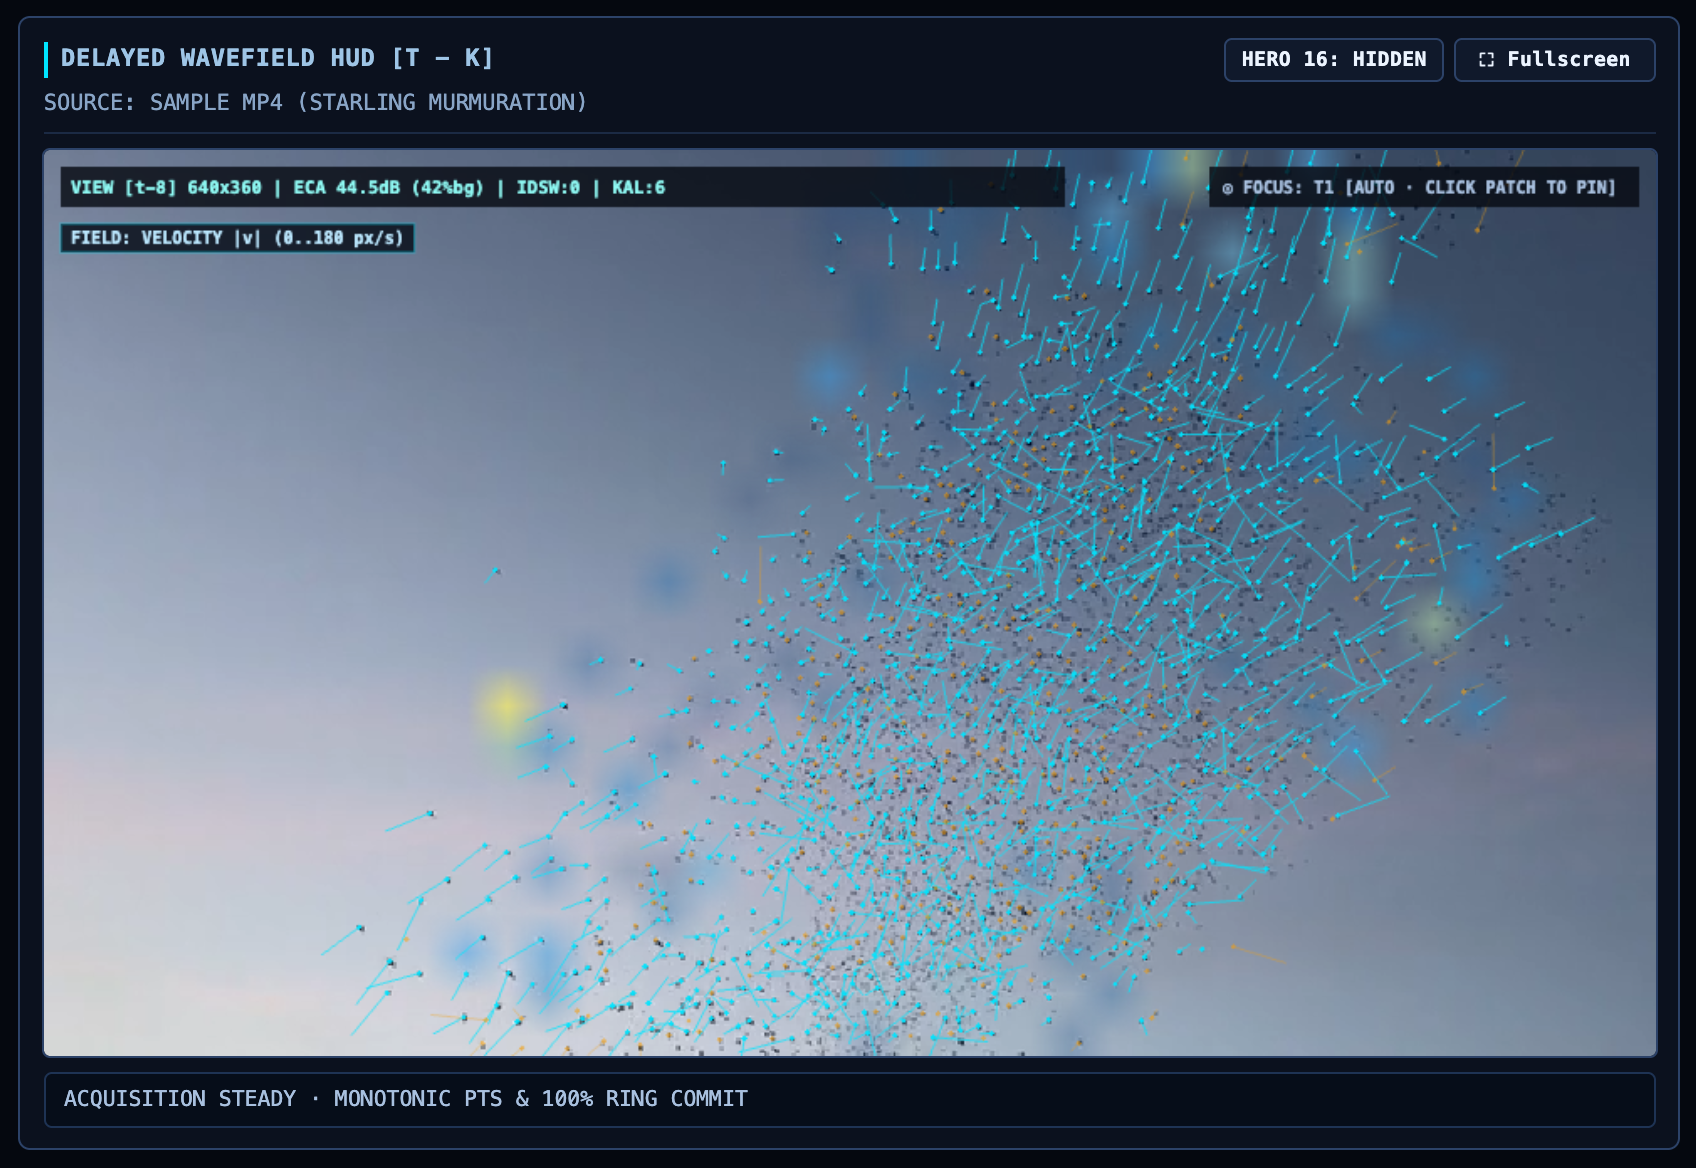 DELAYED WAVEFIELD HUD [T − K]
HERO 16: HIDDEN
⛶ Fullscreen
SOURCE: SAMPLE MP4 (STARLING MURMURATION)
VIEW [t−8] 640x360 | ECA 44.5dB (42%bg) | IDSW:0 | KAL:6
◎ FOCUS: T1 [AUTO · CLICK PATCH TO PIN]
FIELD: VELOCITY |v| (0..180 px/s)
ACQUISITION STEADY · MONOTONIC PTS & 100% RING COMMIT